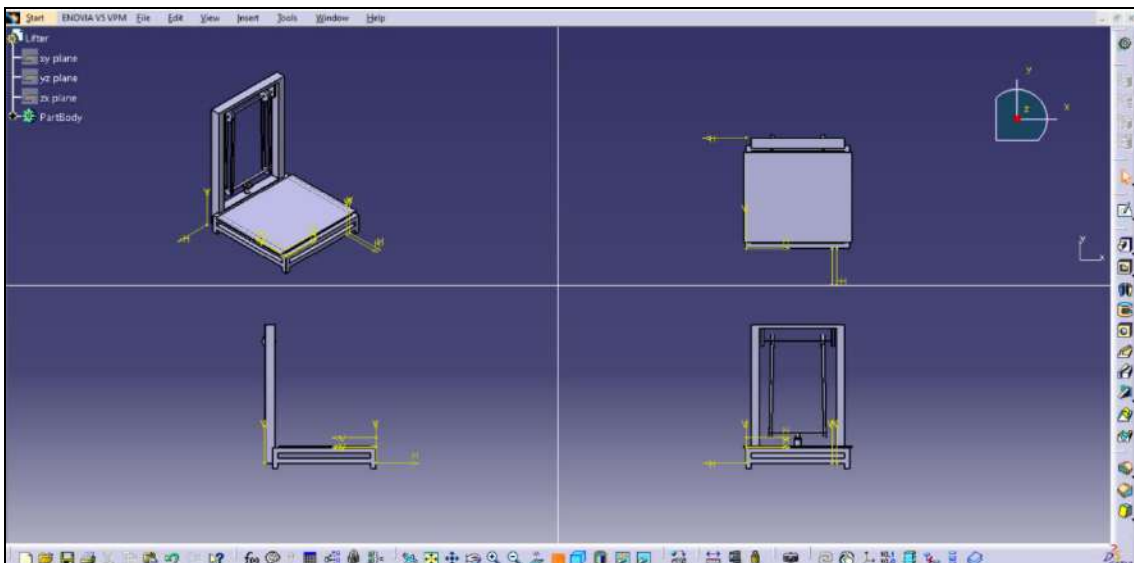 Start ENOVIA V5 VPM File Edit View Insert Tools Window Help
Lifter
xy plane
yz plane
zx plane
PartBody
y
x
z
H
V
H
V
H
H
y
x
V
H
V
H
f(x)